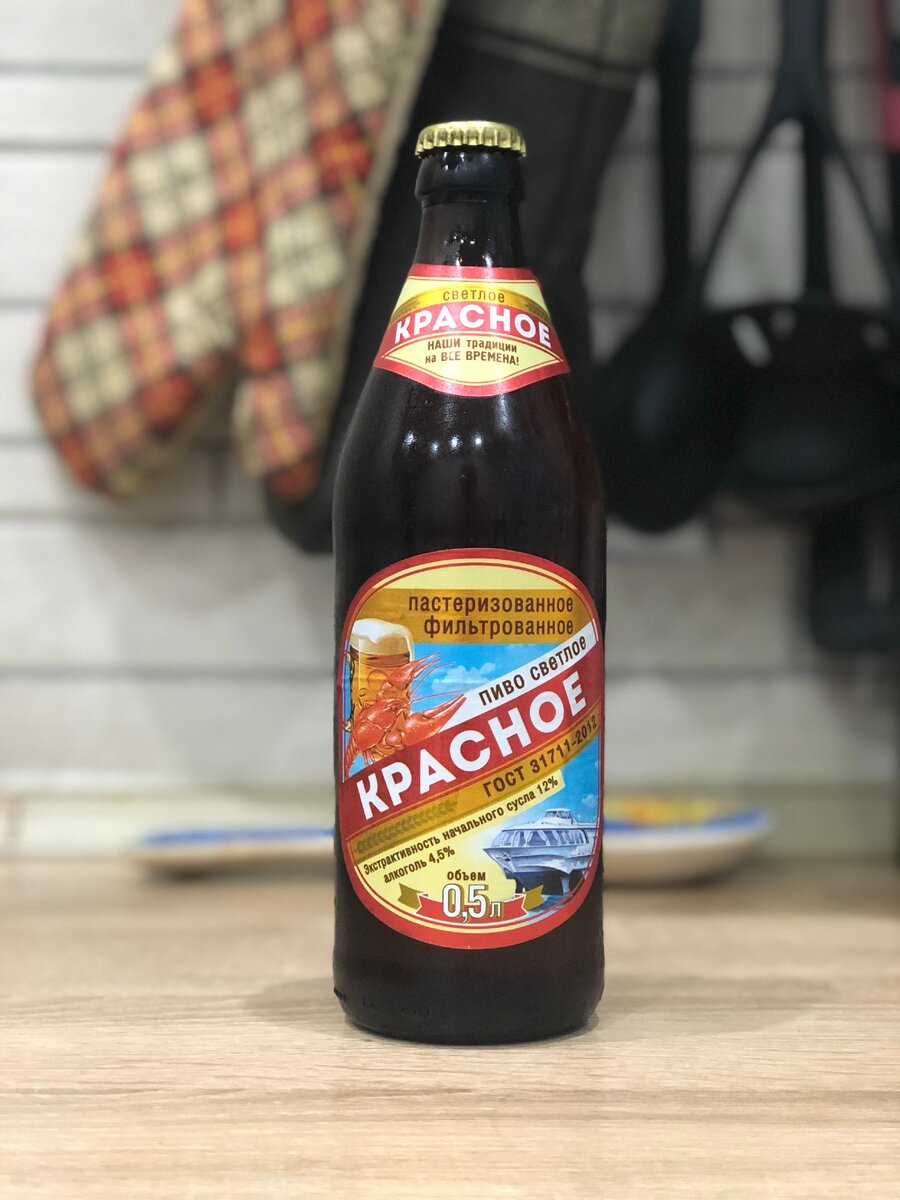 светлое
КРАСНОЕ
НАШИ традиции
на ВСЕ ВРЕМЕНА!
пастеризованное
фильтрованное
пиво светлое
КРАСНОЕ
ГОСТ 31711-2012
Экстрактивность начального сусла 12%
алкоголь 4,5%
объем
0,5л